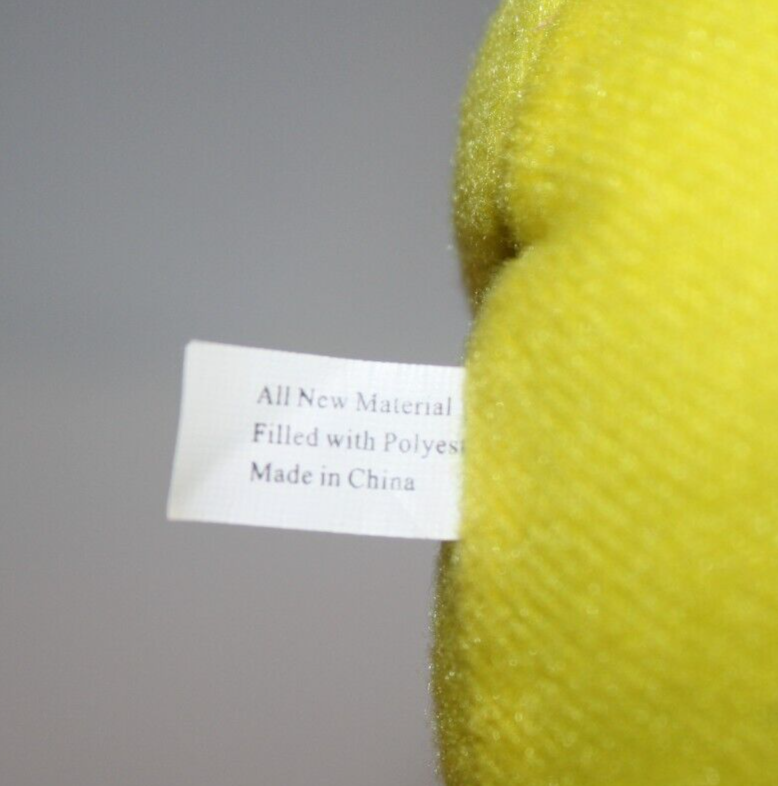 All New Material
Filled with Polyest
Made in China